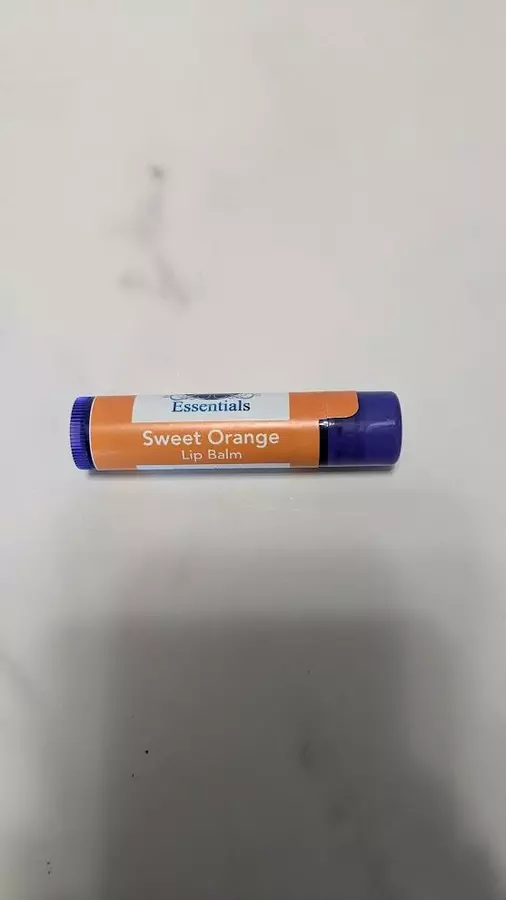 Essentials
Sweet Orange
Lip Balm